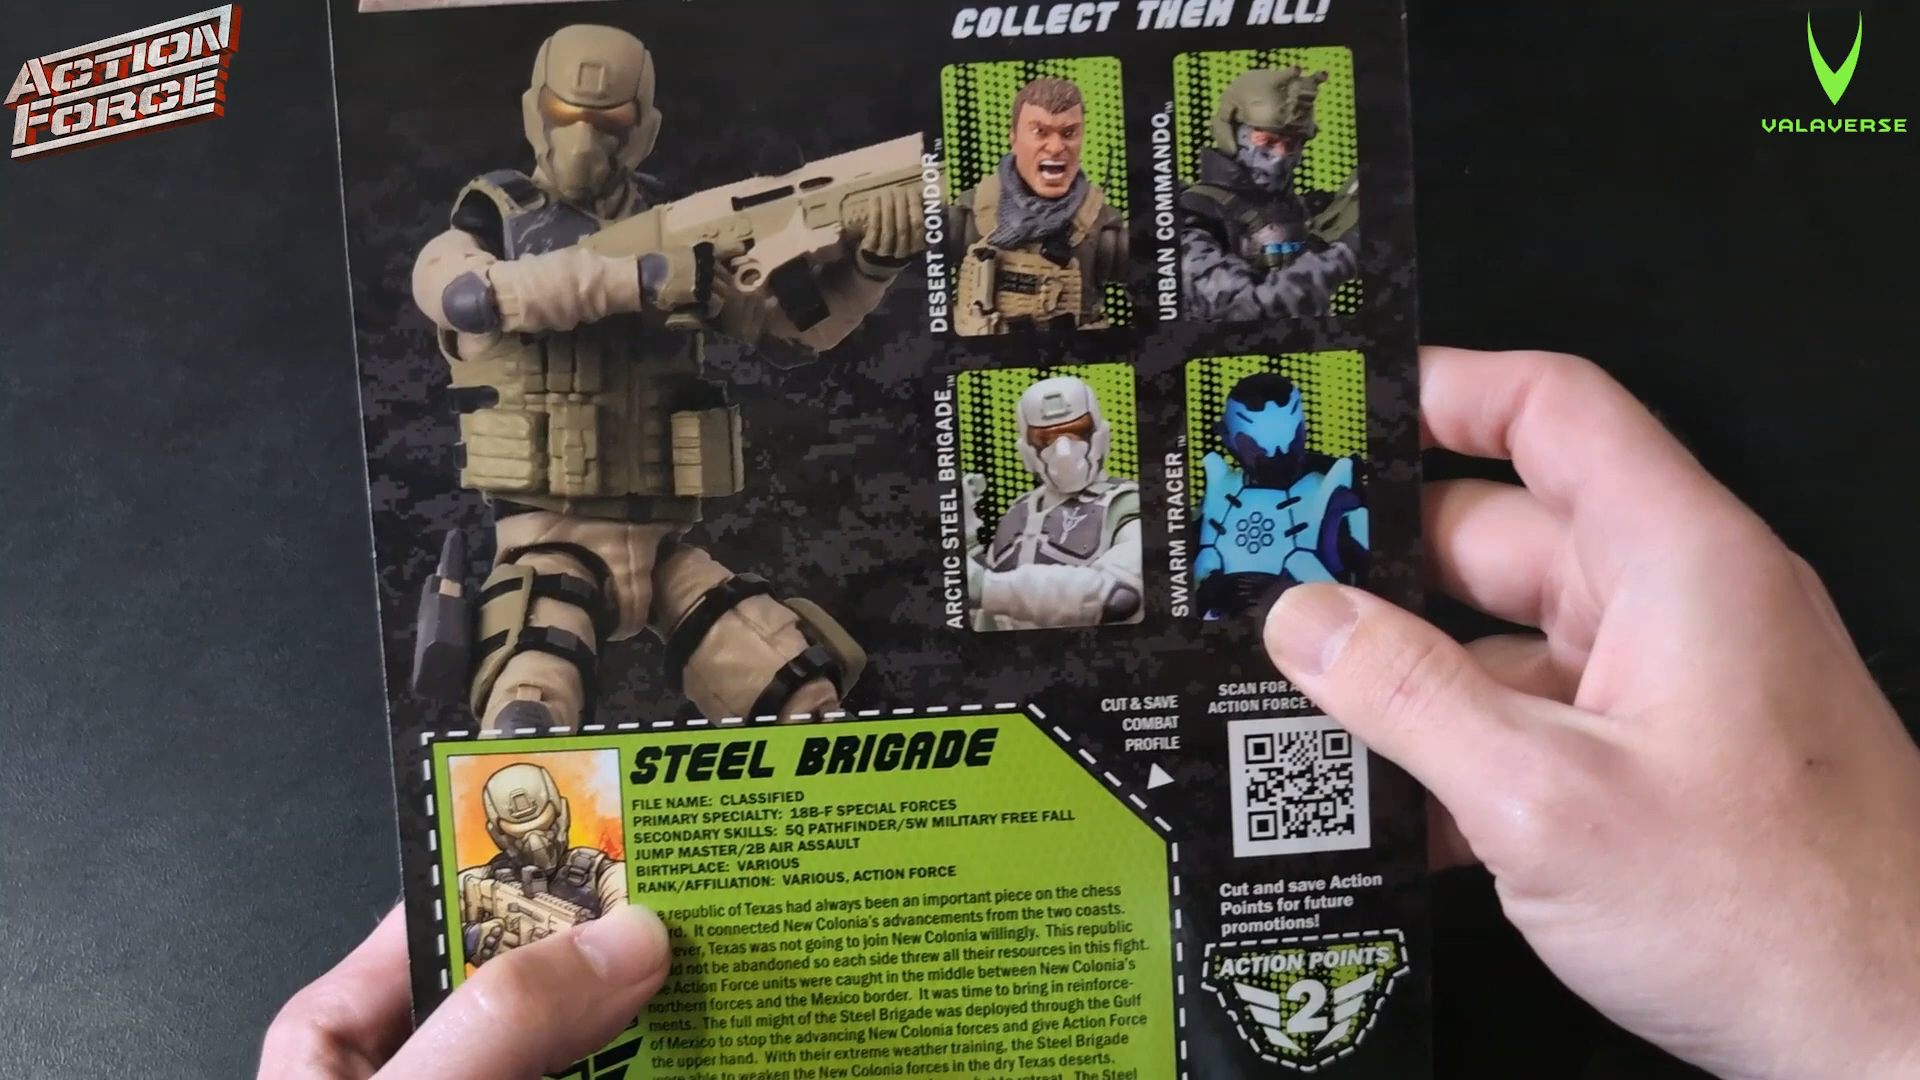 ACTION
FORCE
VALAVERSE
COLLECT THEM ALL!
DESERT CONDOR™
URBAN COMMANDO™
ARCTIC STEEL BRIGADE™
SWARM TRACER™
CUT & SAVE
COMBAT
PROFILE
SCAN FOR
ACTION FORCE
STEEL BRIGADE
FILE NAME: CLASSIFIED
PRIMARY SPECIALTY: 18B-F SPECIAL FORCES
SECONDARY SKILLS: 5Q PATHFINDER/5W MILITARY FREE FALL
JUMP MASTER/2B AIR ASSAULT
BIRTHPLACE: VARIOUS
RANK/AFFILIATION: VARIOUS, ACTION FORCE
republic of Texas had always been an important piece on the chess
It connected New Colonia's advancements from the two coasts.
Texas was not going to join New Colonia willingly. This republic
not be abandoned so each side threw all their resources in this fight.
Action Force units were caught in the middle between New Colonia's
northern forces and the Mexico border. It was time to bring in reinforce-
ments. The full might of the Steel Brigade was deployed through the Gulf
of Mexico to stop the advancing New Colonia forces and give Action Force
the upper hand. With their extreme weather training, the Steel Brigade
were able to weaken the New Colonia forces in the dry Texas deserts.
retreat. The Steel
Cut and save Action
Points for future
promotions!
ACTION POINTS
2